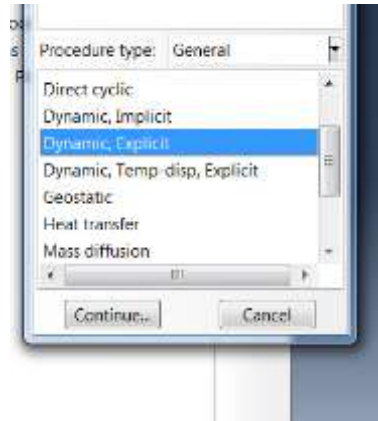 Procedure type: General
Direct cyclic
Dynamic, Implicit
Dynamic, Explicit
Dynamic, Temp-disp, Explicit
Geostatic
Heat transfer
Mass diffusion
Continue... Cancel